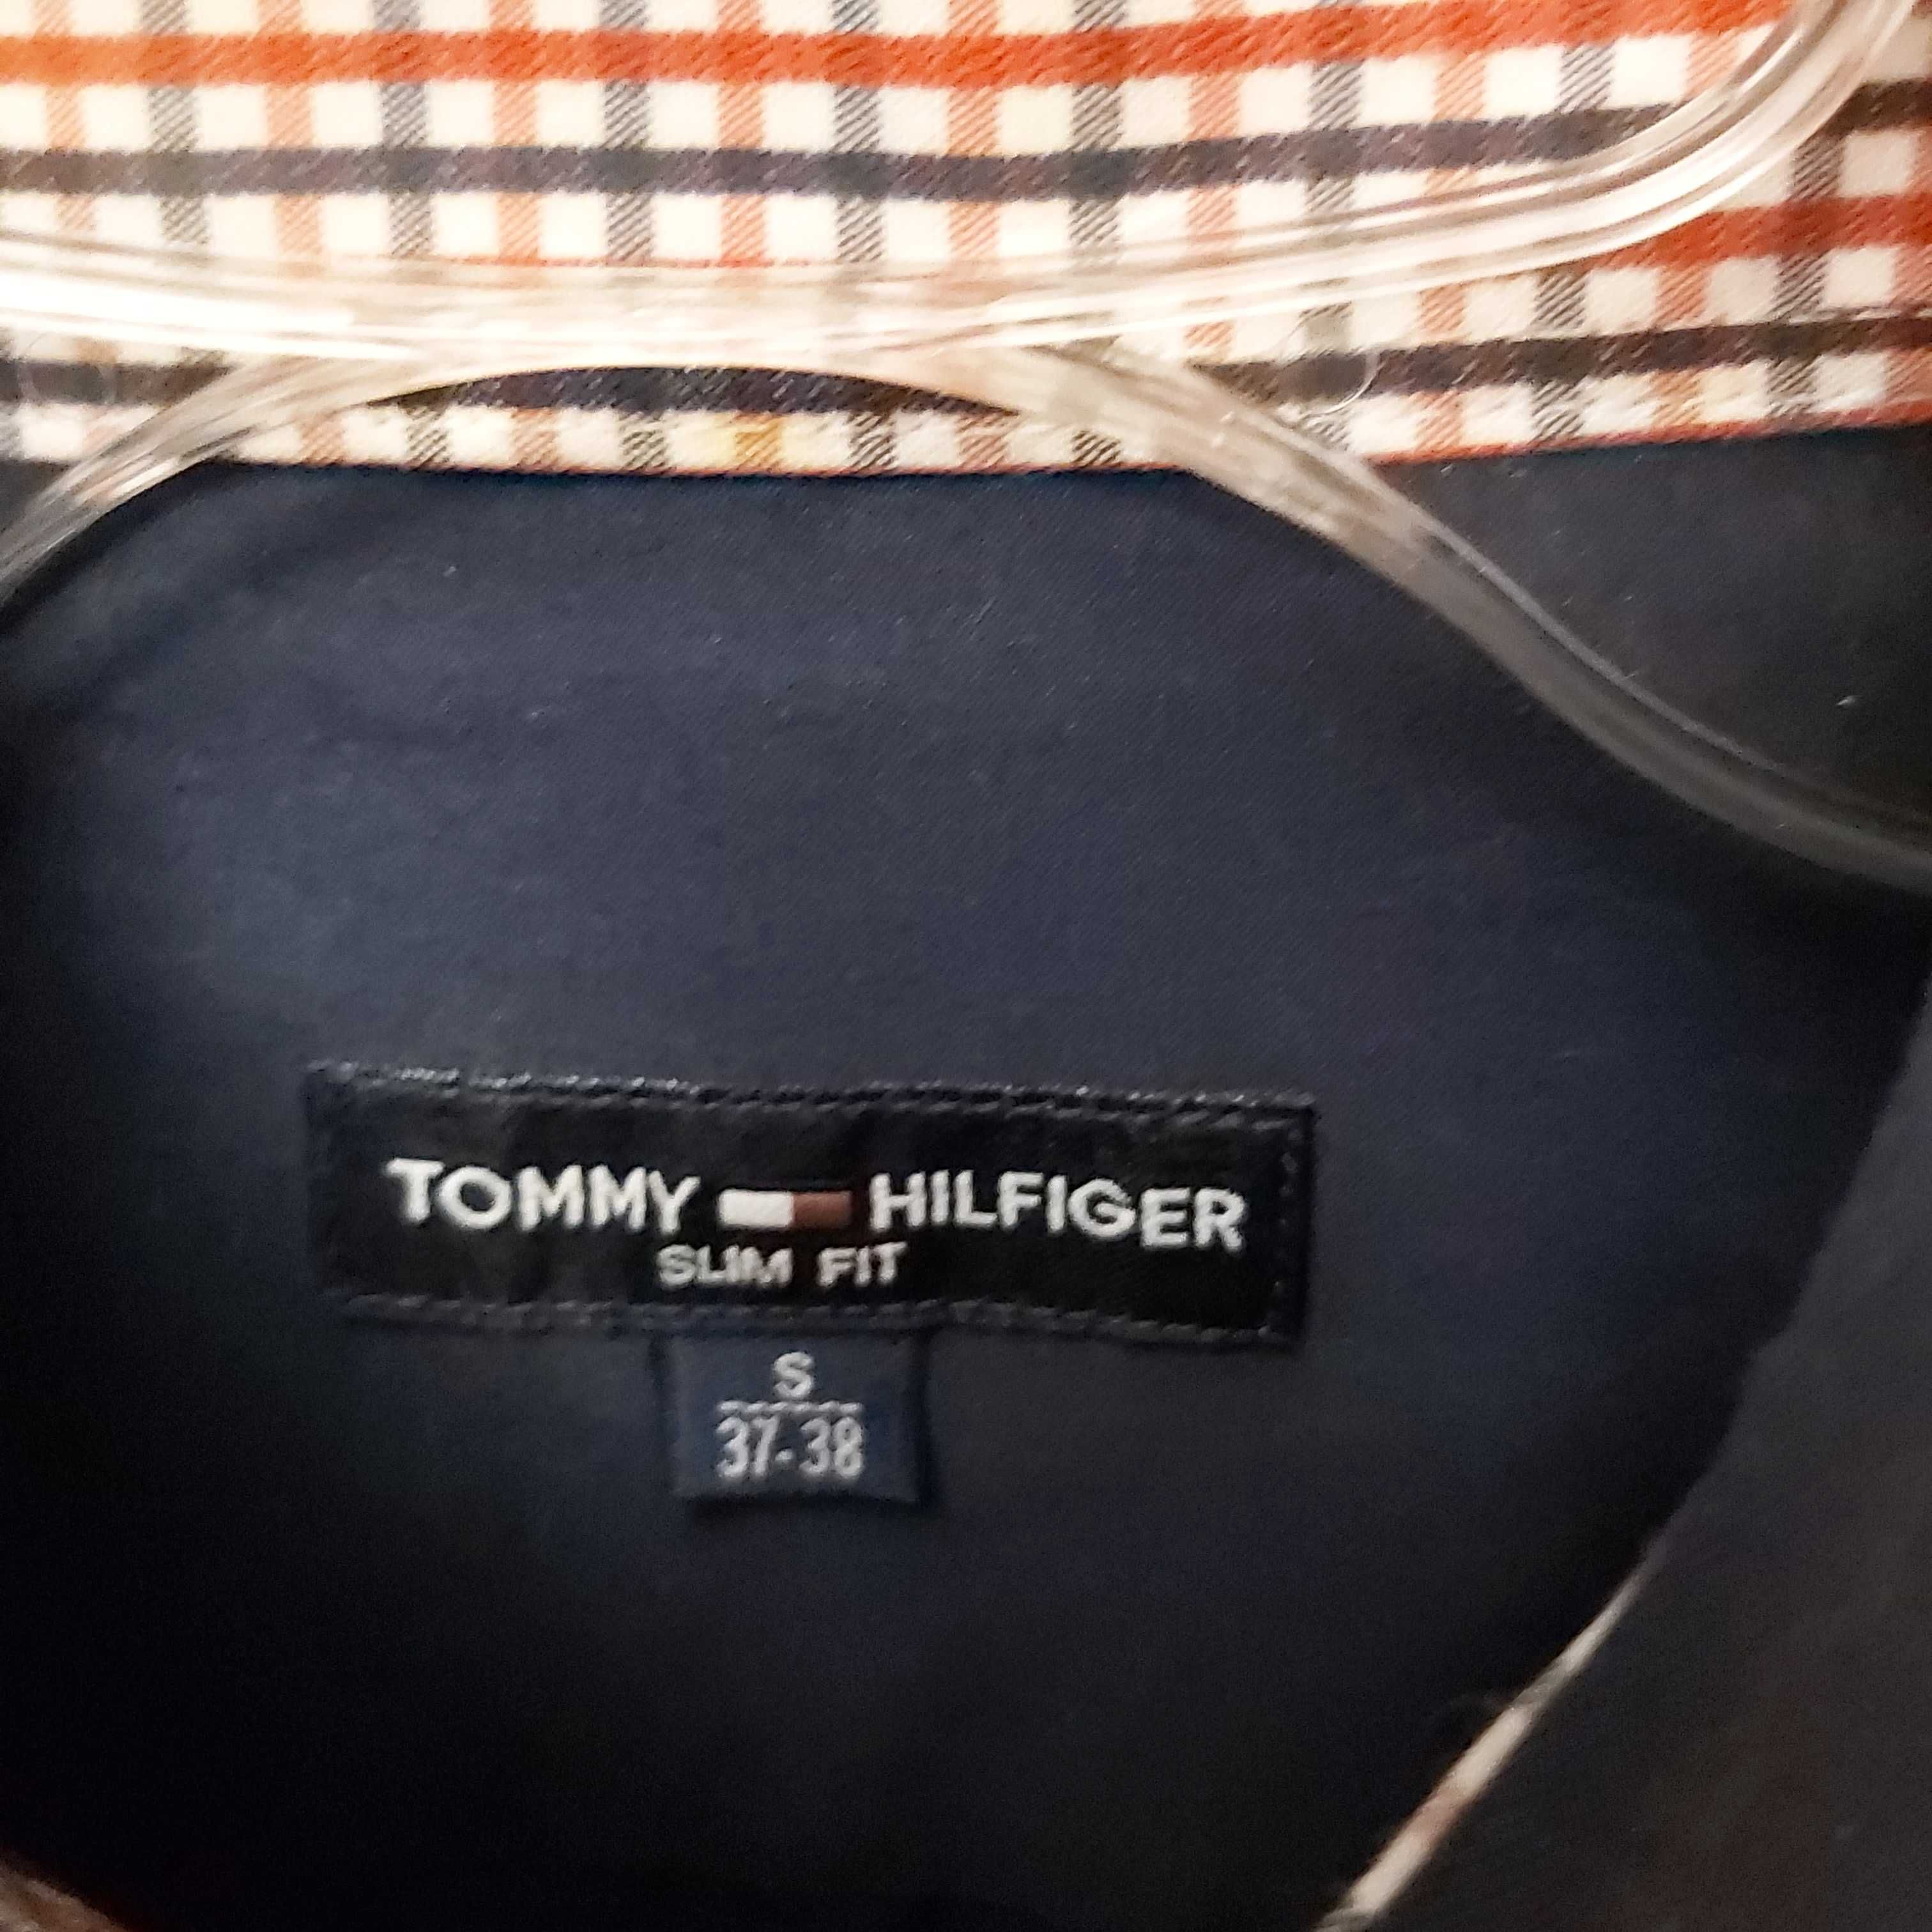 TOMMY HILFIGER
SLIM FIT
S
37-38